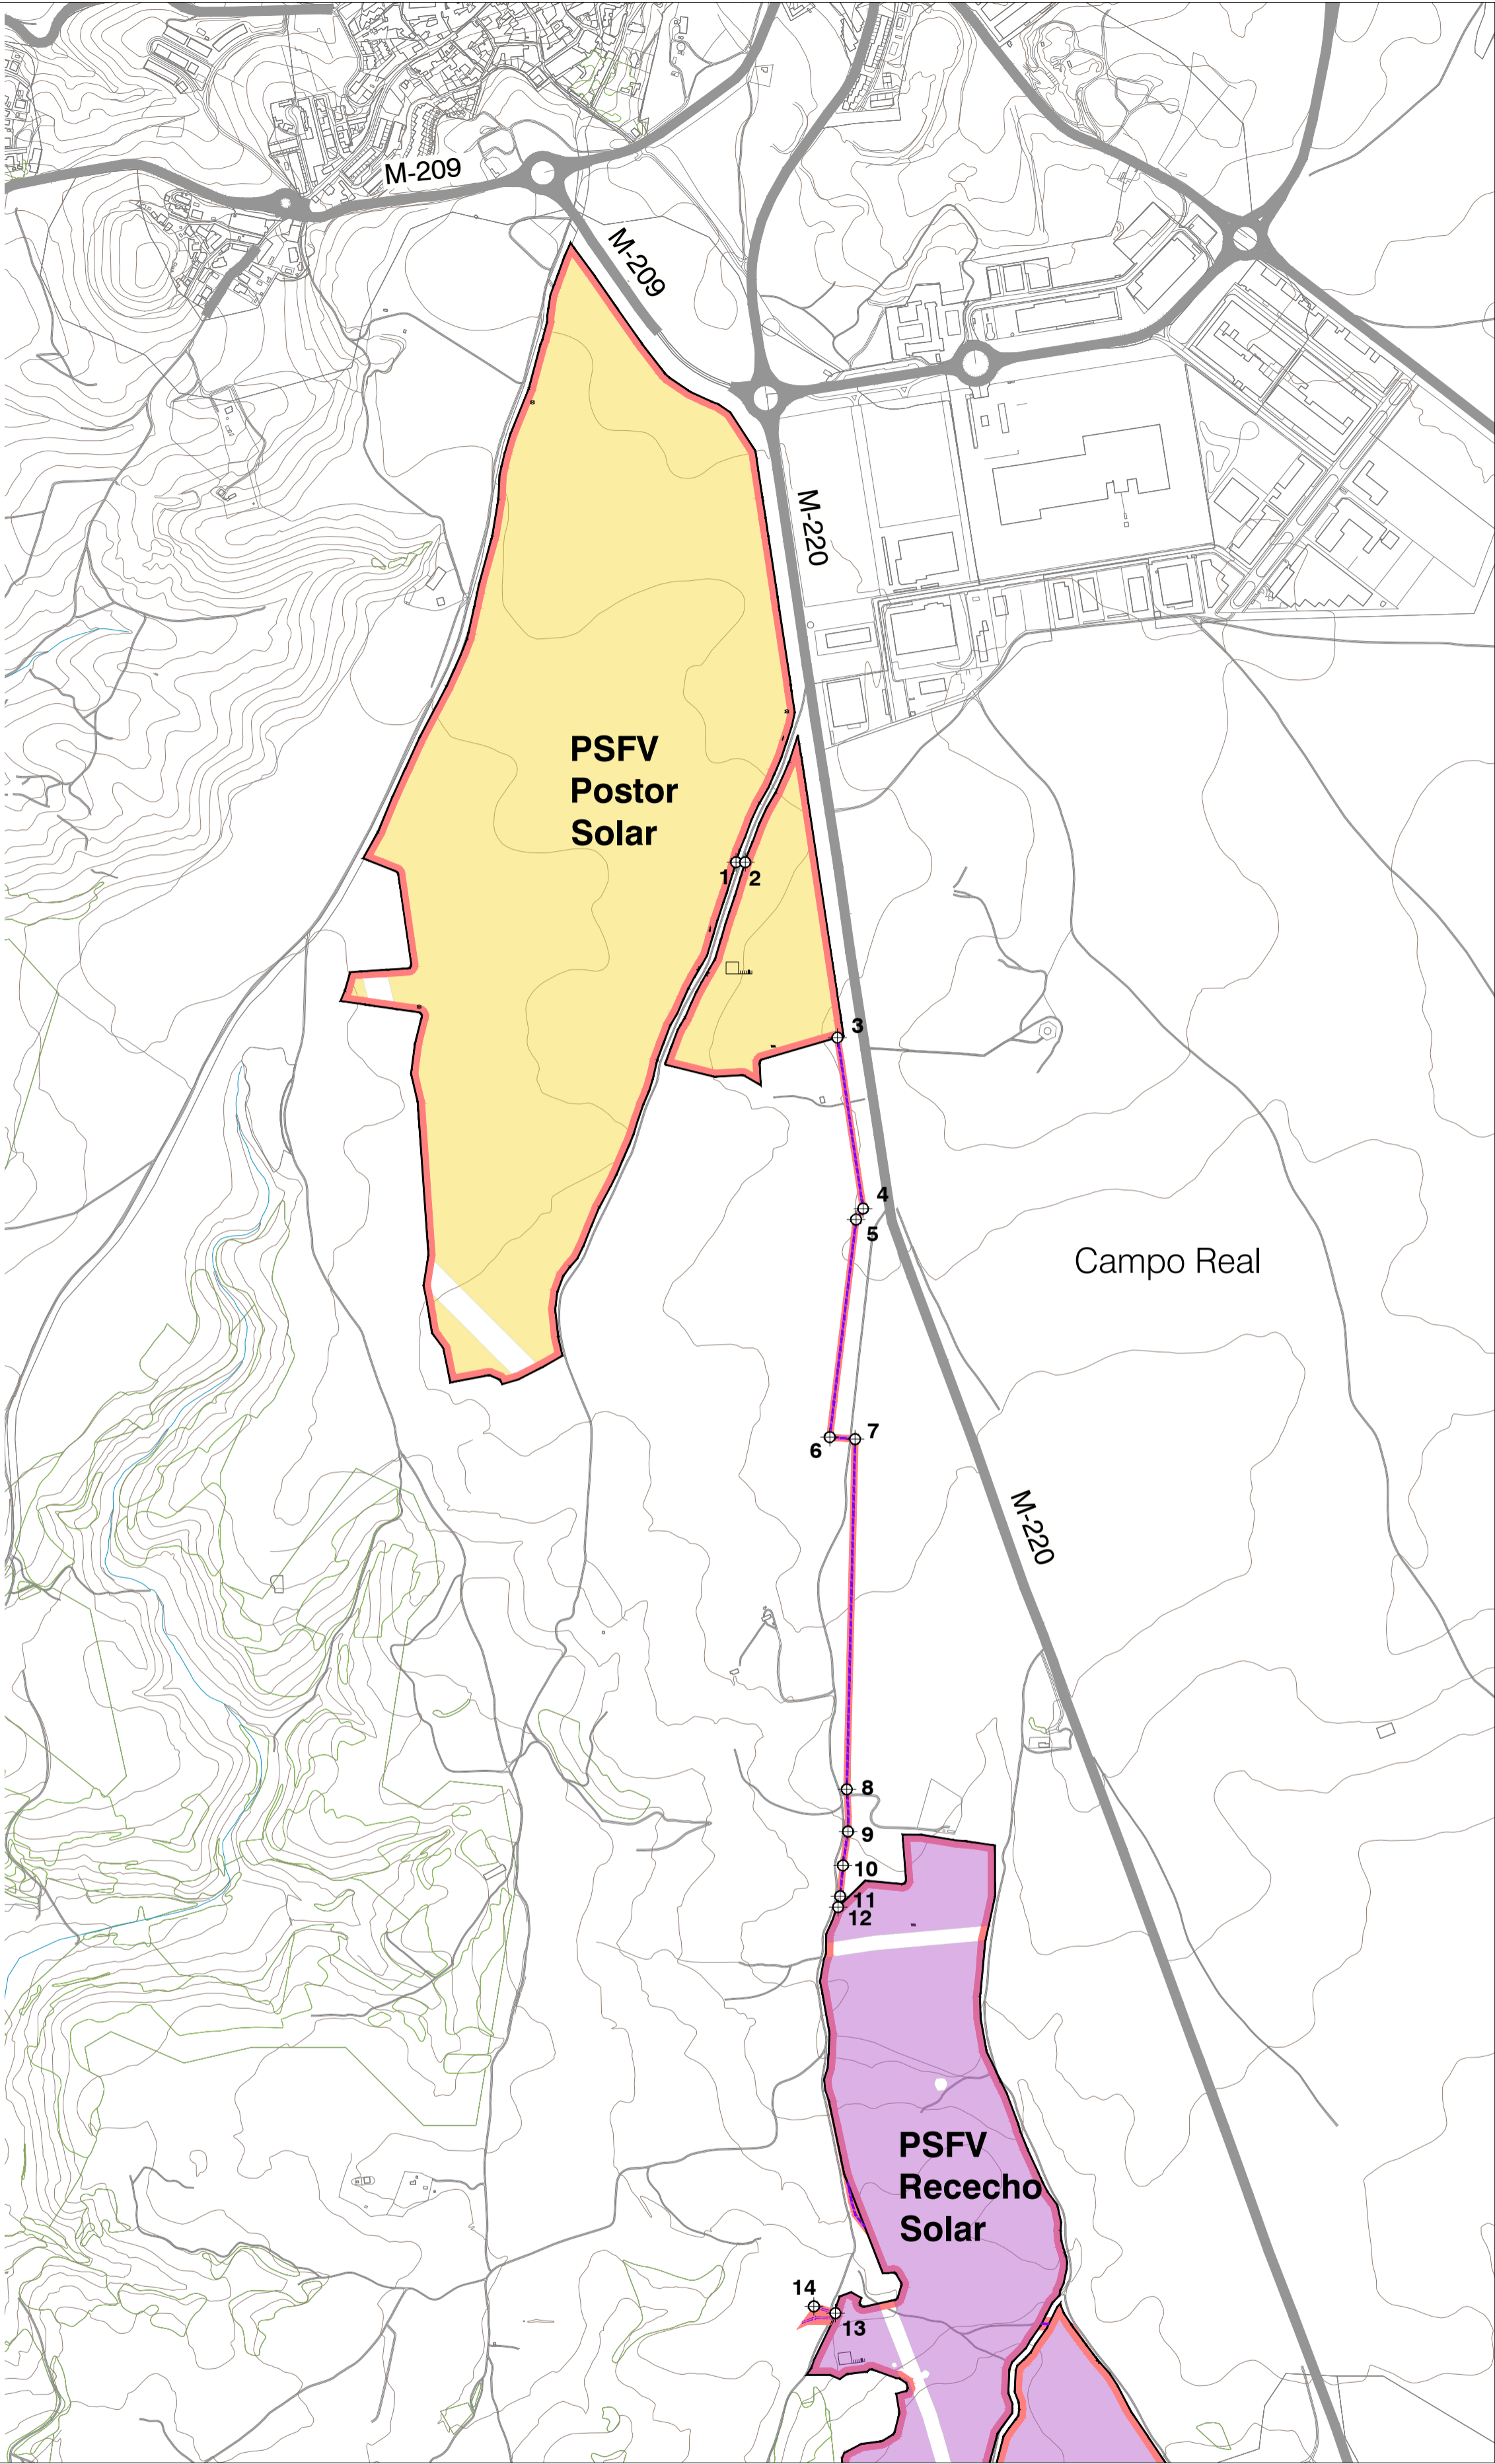 M-209
M-209
M-220
PSFV
Postor
Solar
1
2
3
4
5
Campo Real
6
7
M-220
8
9
10
11
12
PSFV
Rececho
Solar
14
13